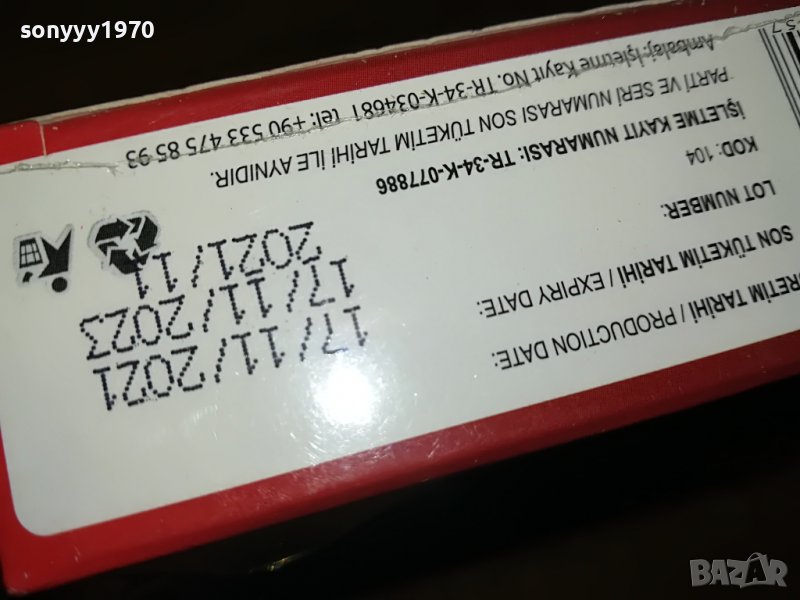 sonyyy1970
RETİM TARİHİ / PRODUCTION DATE: 17/11/2021
SON TÜKETİM TARİHİ / EXPIRY DATE: 17/11/2023
LOT NUMBER: 2021/11
KOD: 104
İŞLETME KAYIT NUMARASI: TR-34-K-077886
PARTİ VE SERİ NUMARASI SON TÜKETİM TARİHİ İLE AYNIDIR.
Ambalaj: İşletme Kayıt No. TR-34-K-034681 tel: +90 533 475 85 93
BAZAR